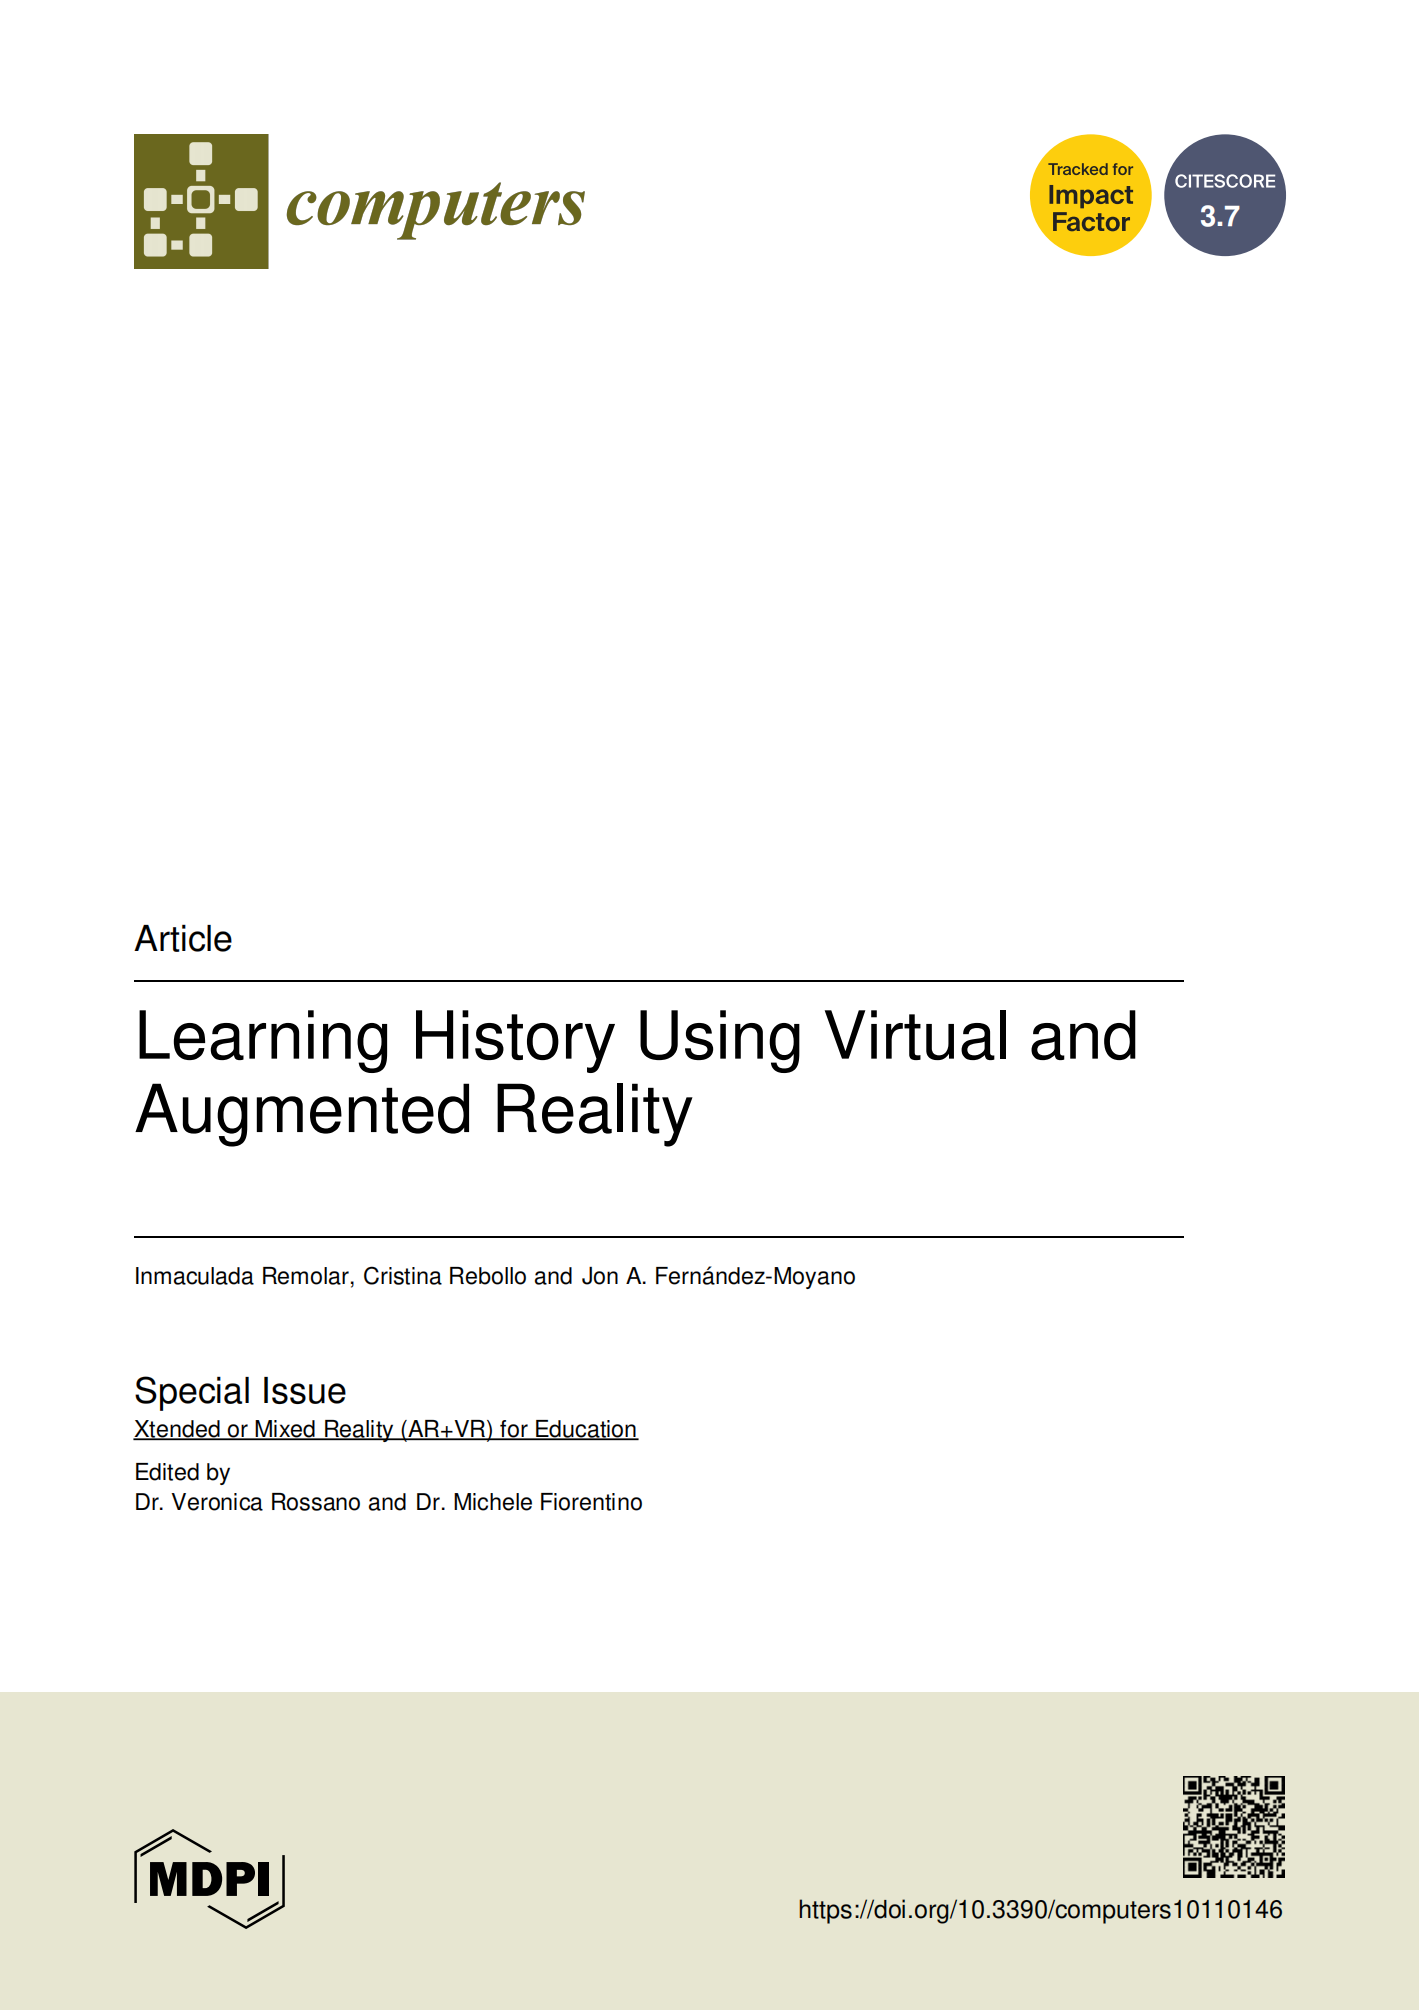 computers
Tracked for
Impact
Factor
CITESCORE
3.7
Article
Learning History Using Virtual and
Augmented Reality
Inmaculada Remolar, Cristina Rebollo and Jon A. Fernández-Moyano
Special Issue
Xtended or Mixed Reality (AR+VR) for Education
Edited by
Dr. Veronica Rossano and Dr. Michele Fiorentino
MDPI
https://doi.org/10.3390/computers10110146